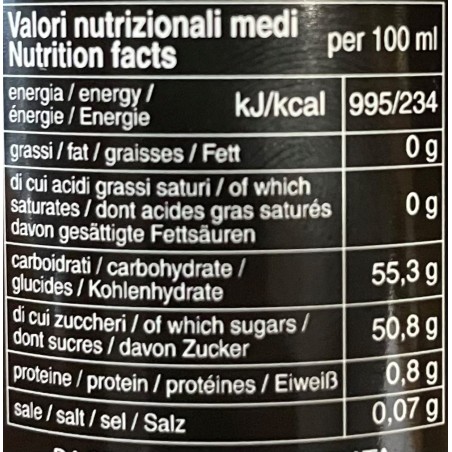 Valori nutrizionali medi
Nutrition facts per 100 ml
energia / energy /
énergie / Energie kJ/kcal 995/234
grassi / fat / graisses / Fett 0 g
di cui acidi grassi saturi / of which
saturates / dont acides gras saturés 0 g
davon gesättigte Fettsäuren
carboidrati / carbohydrate /
glucides / Kohlenhydrate 55,3 g
di cui zuccheri / of which sugars /
dont sucres / davon Zucker 50,8 g
proteine / protein / protéines / Eiweiß 0,8 g
sale / salt / sel / Salz 0,07 g